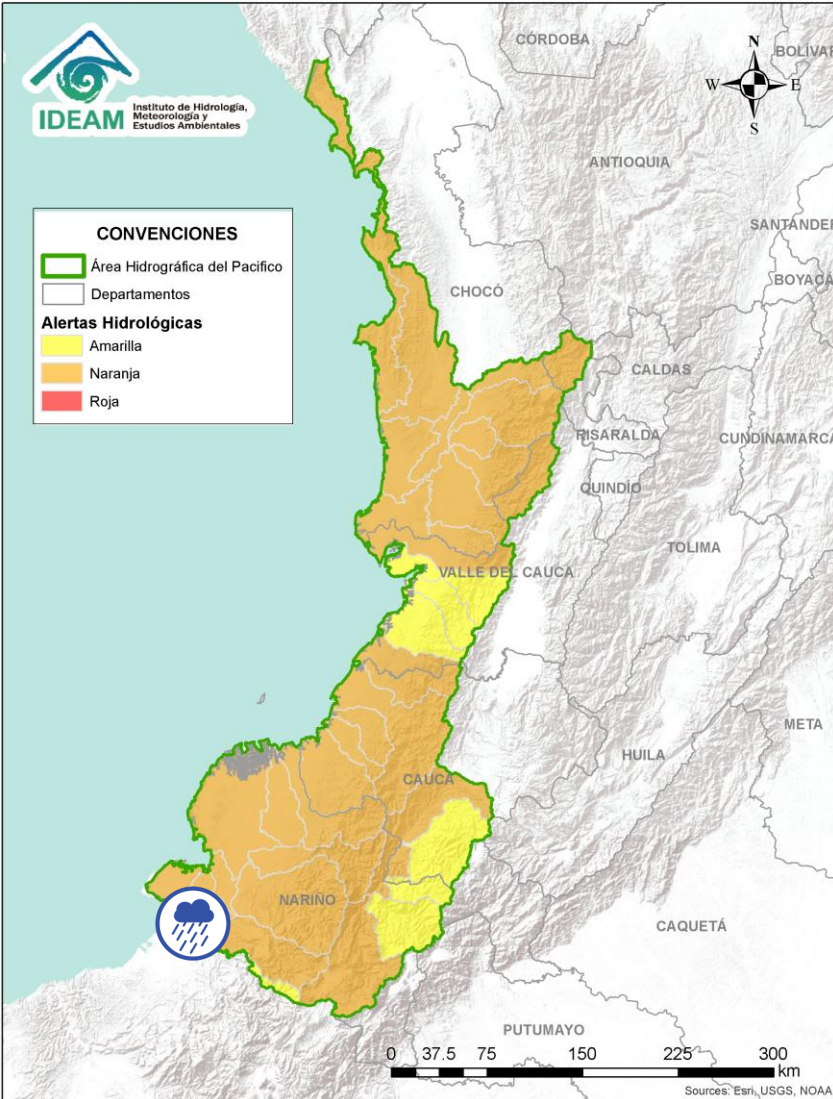 IDEAM
Instituto de Hidrología,
Meteorología y
Estudios Ambientales
CÓRDOBA
BOLÍVAR
N
W
E
S
ANTIOQUIA
SANTANDER
BOYACÁ
CONVENCIONES
Área Hidrográfica del Pacifico
Departamentos
Alertas Hidrológicas
Amarilla
Naranja
Roja
CHOCÓ
CALDAS
RISARALDA
CUNDINAMARCA
QUINDÍO
TOLIMA
VALLE DEL CAUCA
META
HUILA
CAUCA
NARIÑO
CAQUETÁ
PUTUMAYO
0 37.5 75 150 225 300
km
Sources: Esri, USGS, NOAA